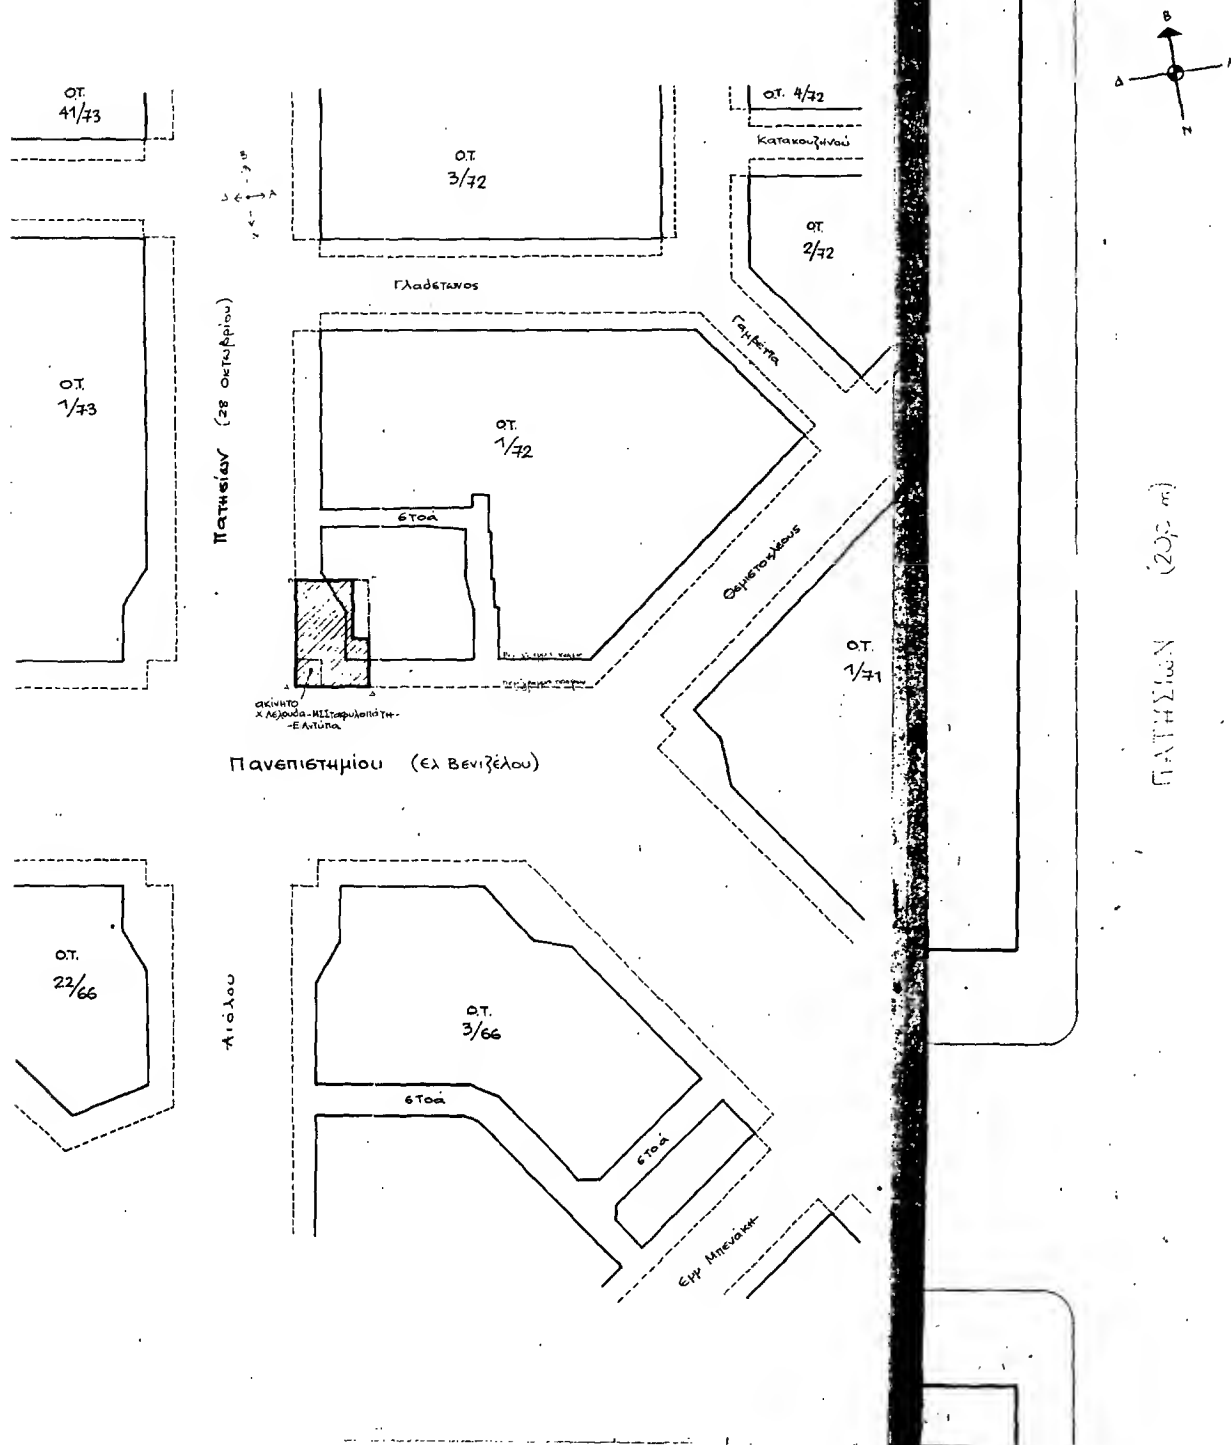 Β
Δ
Ο.Τ.
41/73
Ο.Τ. 4/72
Κατακουζηνού
Ο.Τ.
3/72
Ο.Τ.
2/72
Γλάδστωνος
Γαμβέττα
Πατησίων (28 Οκτωβρίου)
Ο.Τ.
1/73
Ο.Τ.
1/72
στοά
Θεμιστοκλέους
Ο.Τ.
1/71
ΠΑΤΗΣΙΩΝ
ακίνητο
Πανεπιστημίου (Ελ Βενιζέλου)
Ο.Τ.
22/66
Αιόλου
Ο.Τ.
3/66
στοά
στοά
Εμμ Μπενάκη